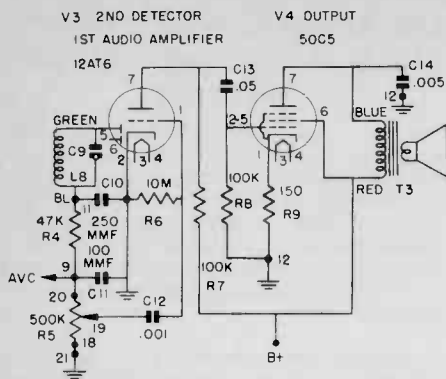 V3 2ND DETECTOR
1ST AUDIO AMPLIFIER
12AT6
V4 OUTPUT
50C5
7
C13
.05
7
C14
.005
12
GREEN
5
6
1
2
3
4
2-5
6
1
3
4
BLUE
C9
L8
BL
11
C10
250
MMF
10M
R6
100K
R8
150
R9
RED
T3
47K
R4
100
MMF
C11
100K
R7
12
AVC
9
20
500K
R5
19
18
21
C12
.001
B+